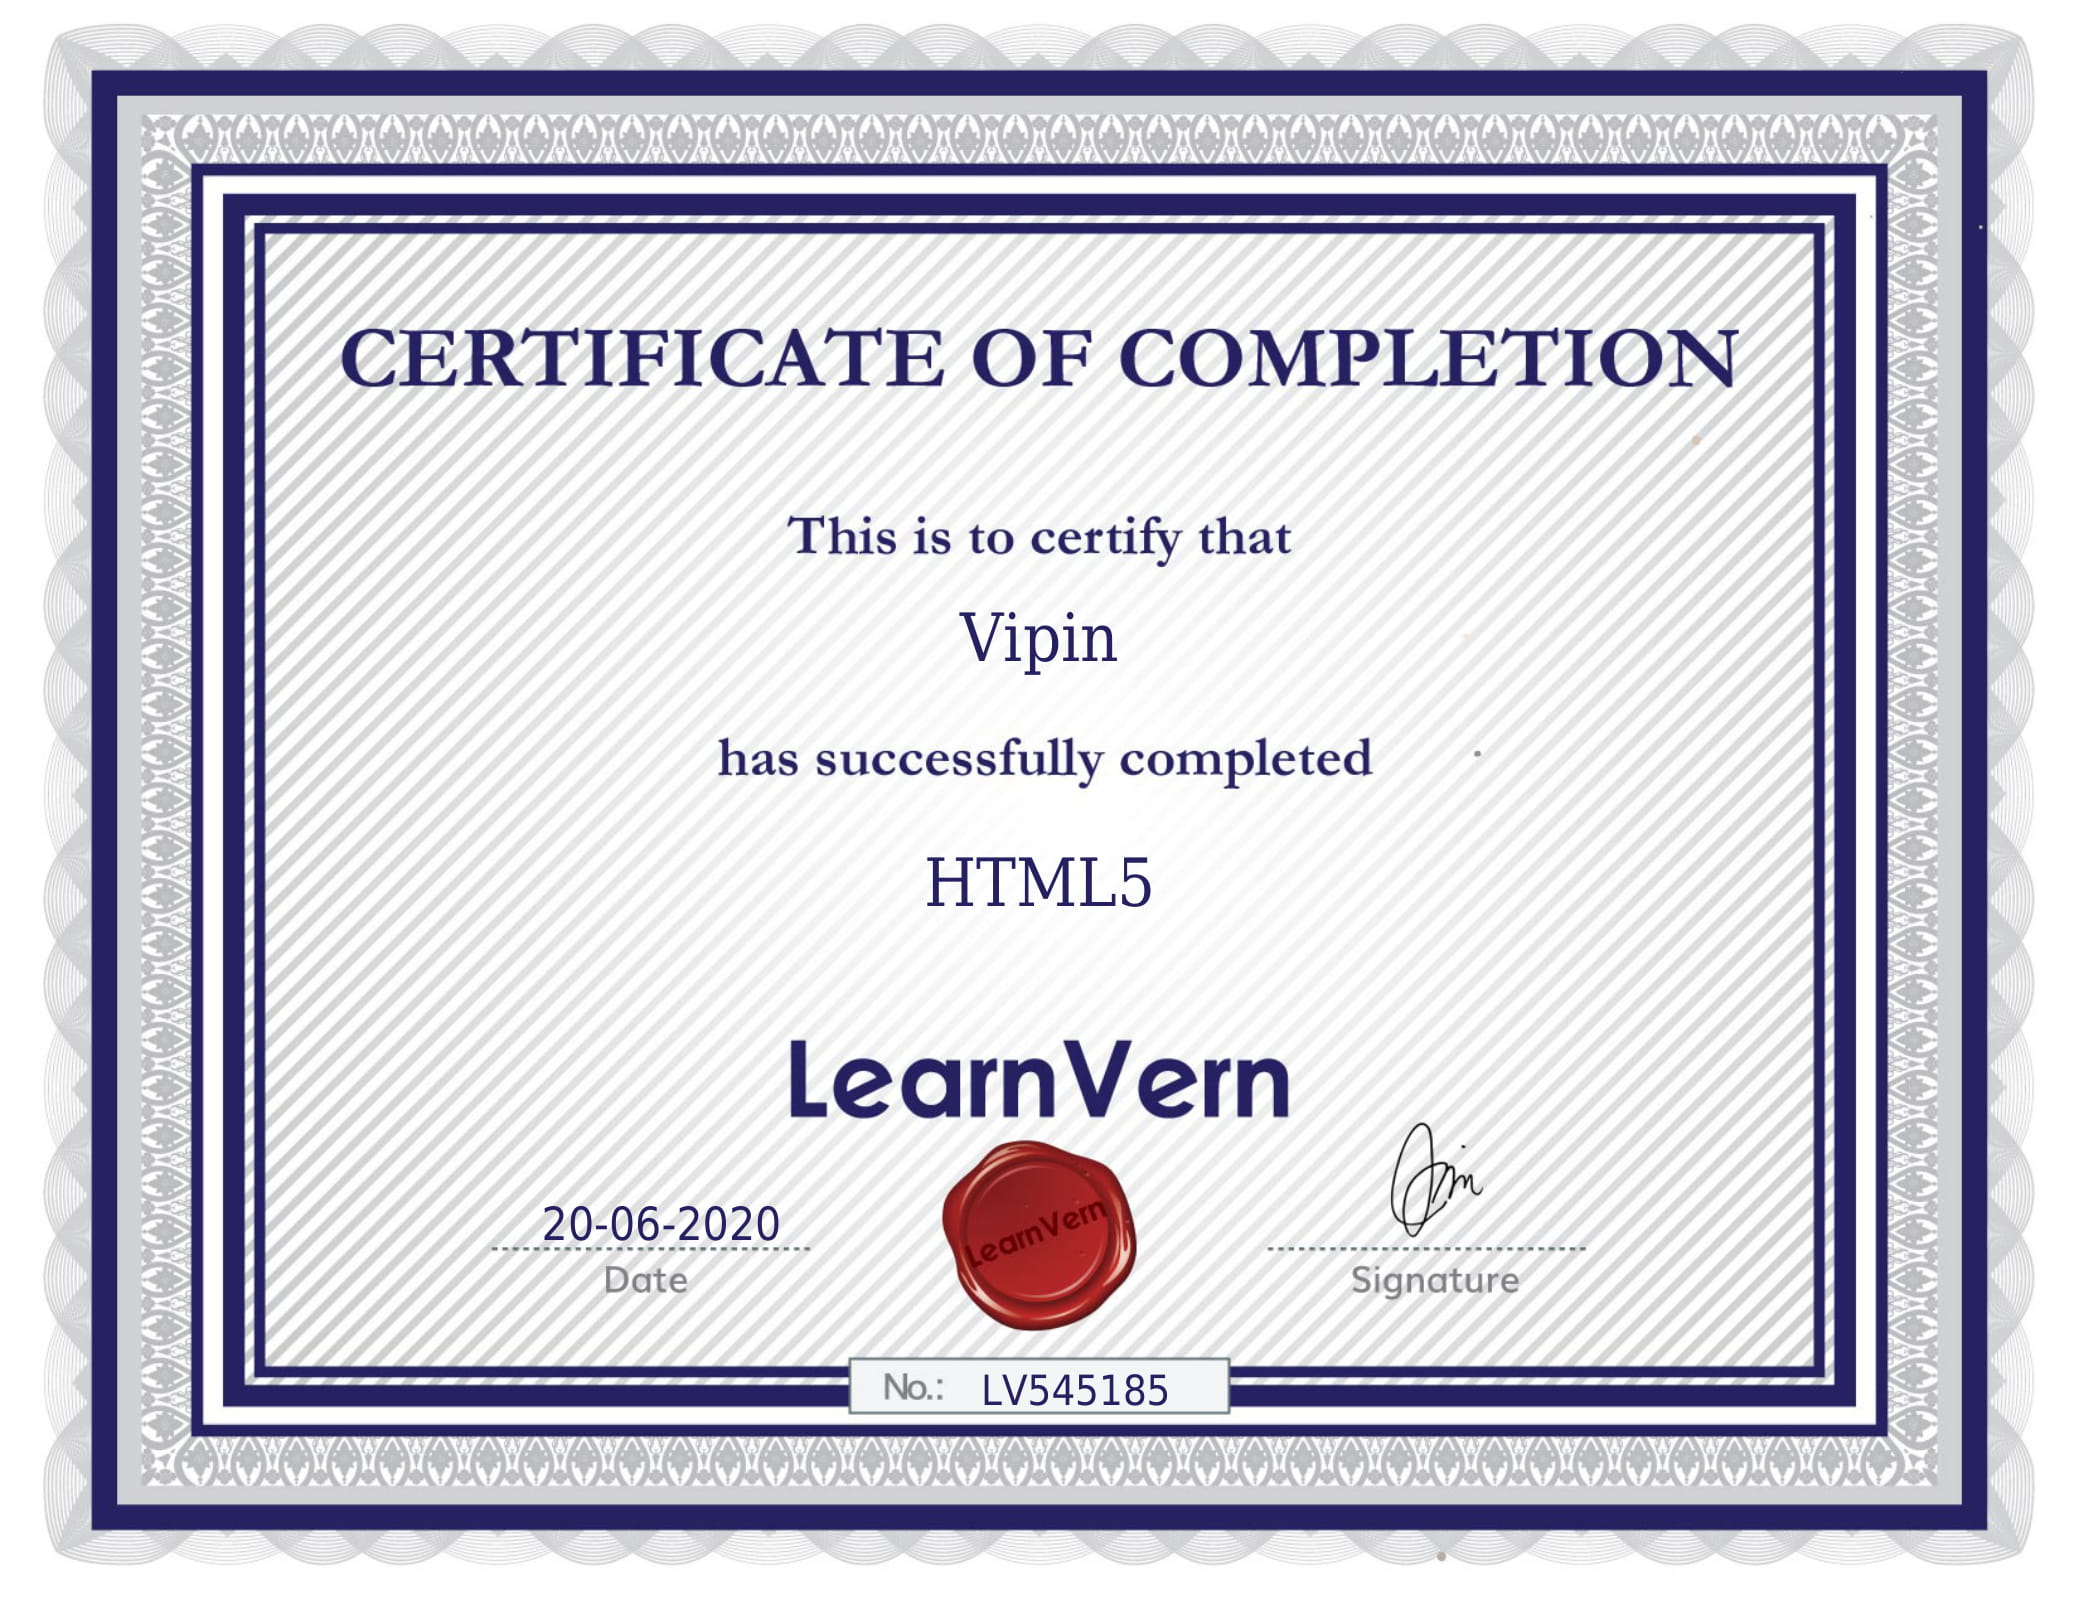 CERTIFICATE OF COMPLETION
This is to certify that
Vipin
has successfully completed
HTML5
LearnVern
LearnVern
20-06-2020
Date
Signature
No.: LV545185